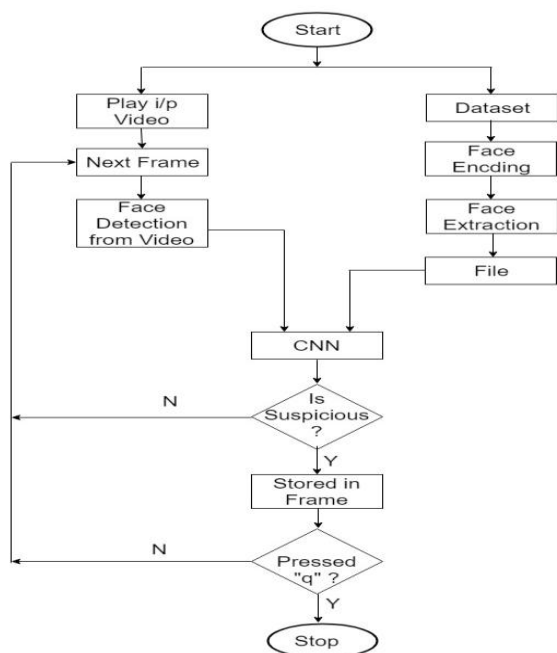 Start
Play i/p
Video
Next Frame
Face
Detection
from Video
Dataset
Face
Encding
Face
Extraction
File
CNN
Is
Suspicious
?
N
Y
Stored in
Frame
N
Pressed
"q" ?
Y
Stop